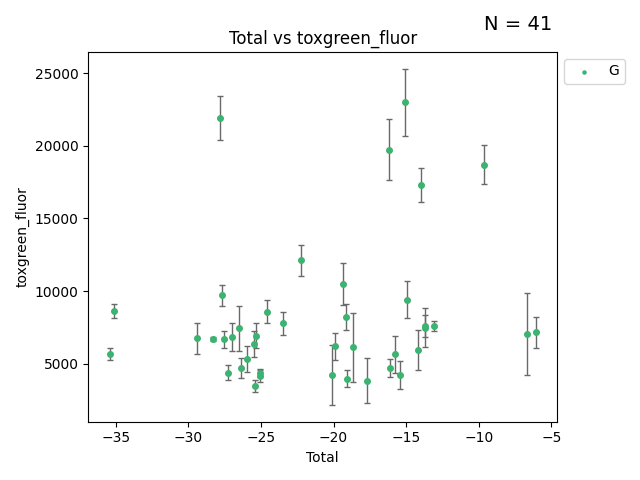 N = 41
Total vs toxgreen_fluor
G
25000
20000
15000
10000
5000
toxgreen_fluor
−35 −30 −25 −20 −15 −10 −5
Total